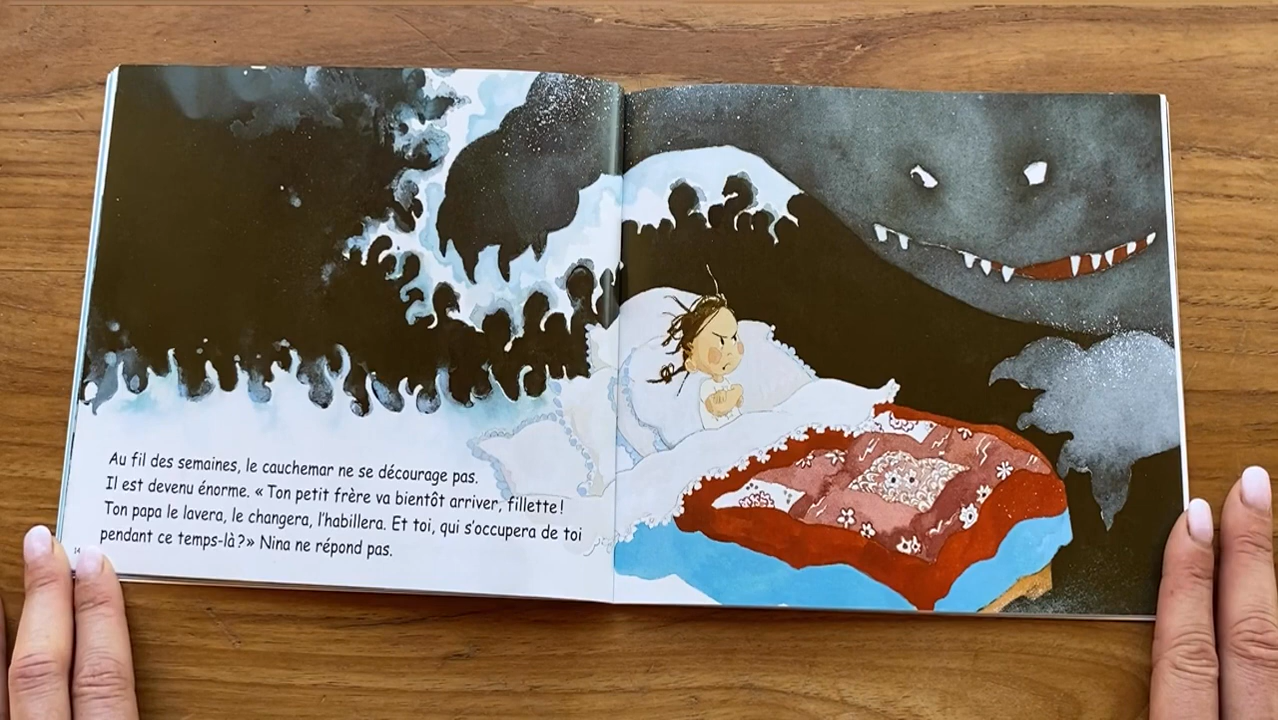 Au fil des semaines, le cauchemar ne se décourage pas.
Il est devenu énorme. « Ton petit frère va bientôt arriver, fillette !
Ton papa le lavera, le changera, l'habillera. Et toi, qui s'occupera de toi
pendant ce temps-là ? » Nina ne répond pas.
14